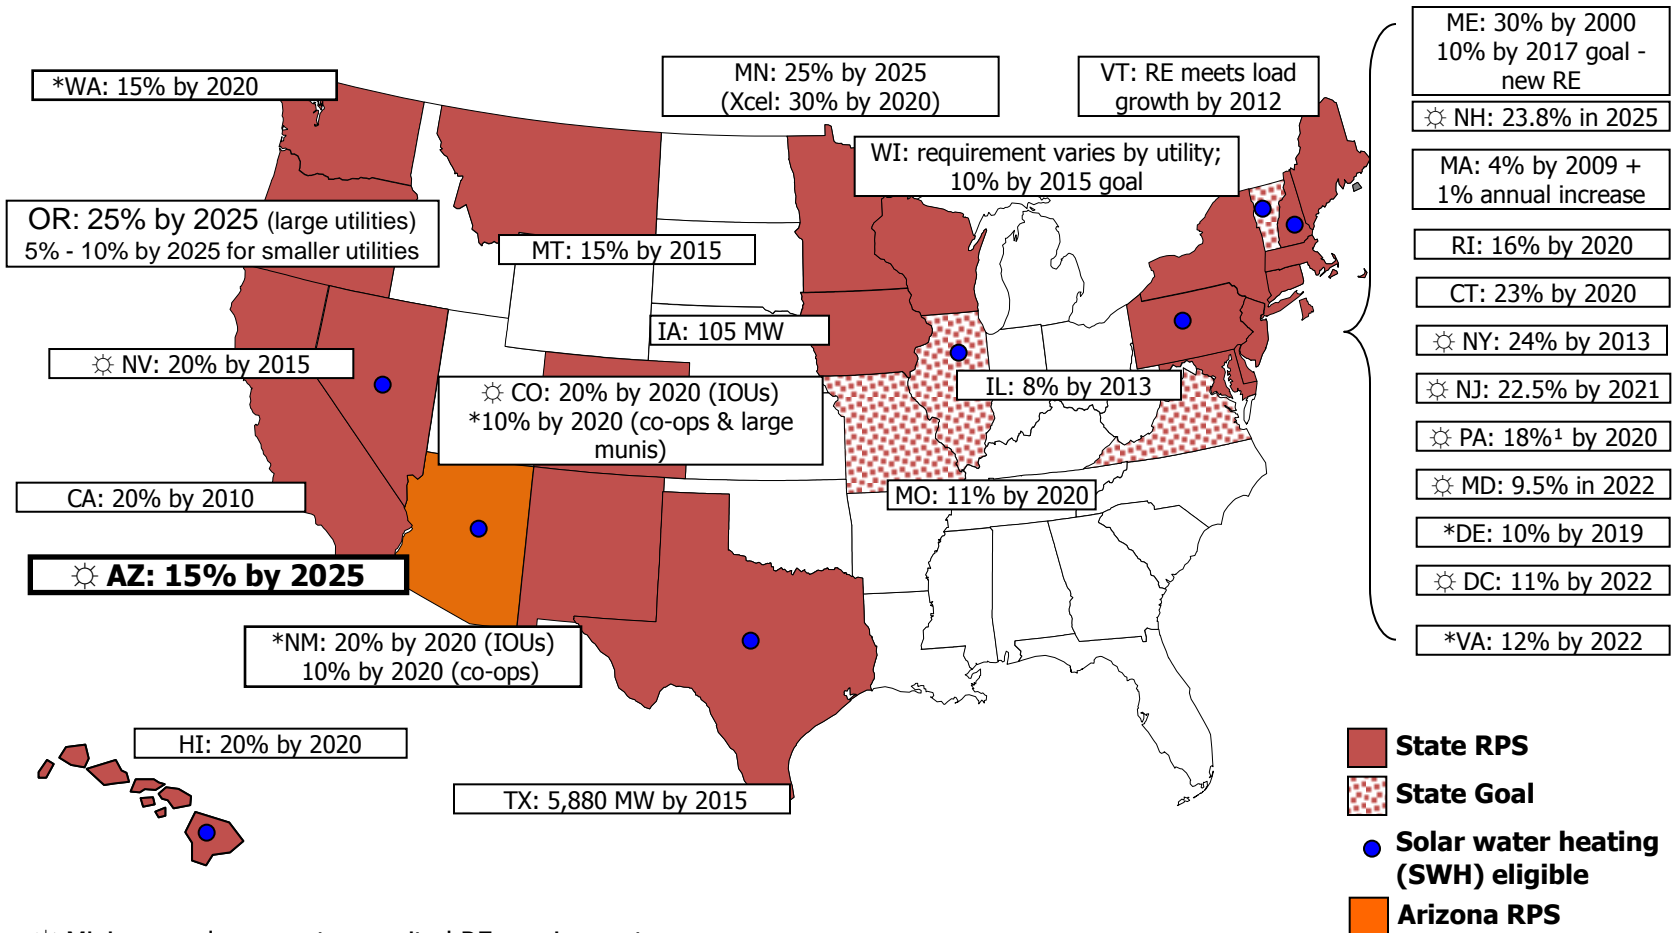 *WA: 15% by 2020
MN: 25% by 2025
(Xcel: 30% by 2020)
VT: RE meets load
growth by 2012
WI: requirement varies by utility;
10% by 2015 goal
OR: 25% by 2025 (large utilities)
5% - 10% by 2025 for smaller utilities
MT: 15% by 2015
IA: 105 MW
☼ NV: 20% by 2015
☼ CO: 20% by 2020 (IOUs)
*10% by 2020 (co-ops & large
munis)
IL: 8% by 2013
CA: 20% by 2010
MO: 11% by 2020
☼ AZ: 15% by 2025
*NM: 20% by 2020 (IOUs)
10% by 2020 (co-ops)
HI: 20% by 2020
TX: 5,880 MW by 2015
ME: 30% by 2000
10% by 2017 goal -
new RE
☼ NH: 23.8% in 2025
MA: 4% by 2009 +
1% annual increase
RI: 16% by 2020
CT: 23% by 2020
☼ NY: 24% by 2013
☼ NJ: 22.5% by 2021
☼ PA: 18%¹ by 2020
☼ MD: 9.5% in 2022
*DE: 10% by 2019
☼ DC: 11% by 2022
*VA: 12% by 2022
State RPS
State Goal
Solar water heating
(SWH) eligible
Arizona RPS